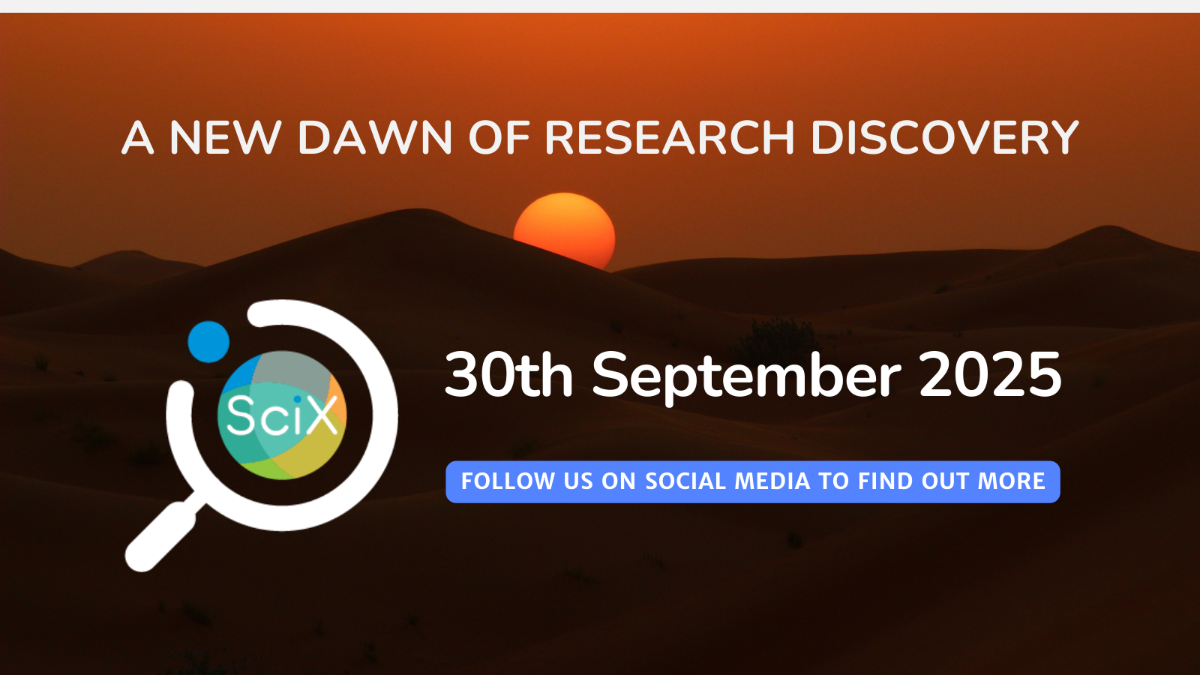 A NEW DAWN OF RESEARCH DISCOVERY
SciX
30th September 2025
FOLLOW US ON SOCIAL MEDIA TO FIND OUT MORE